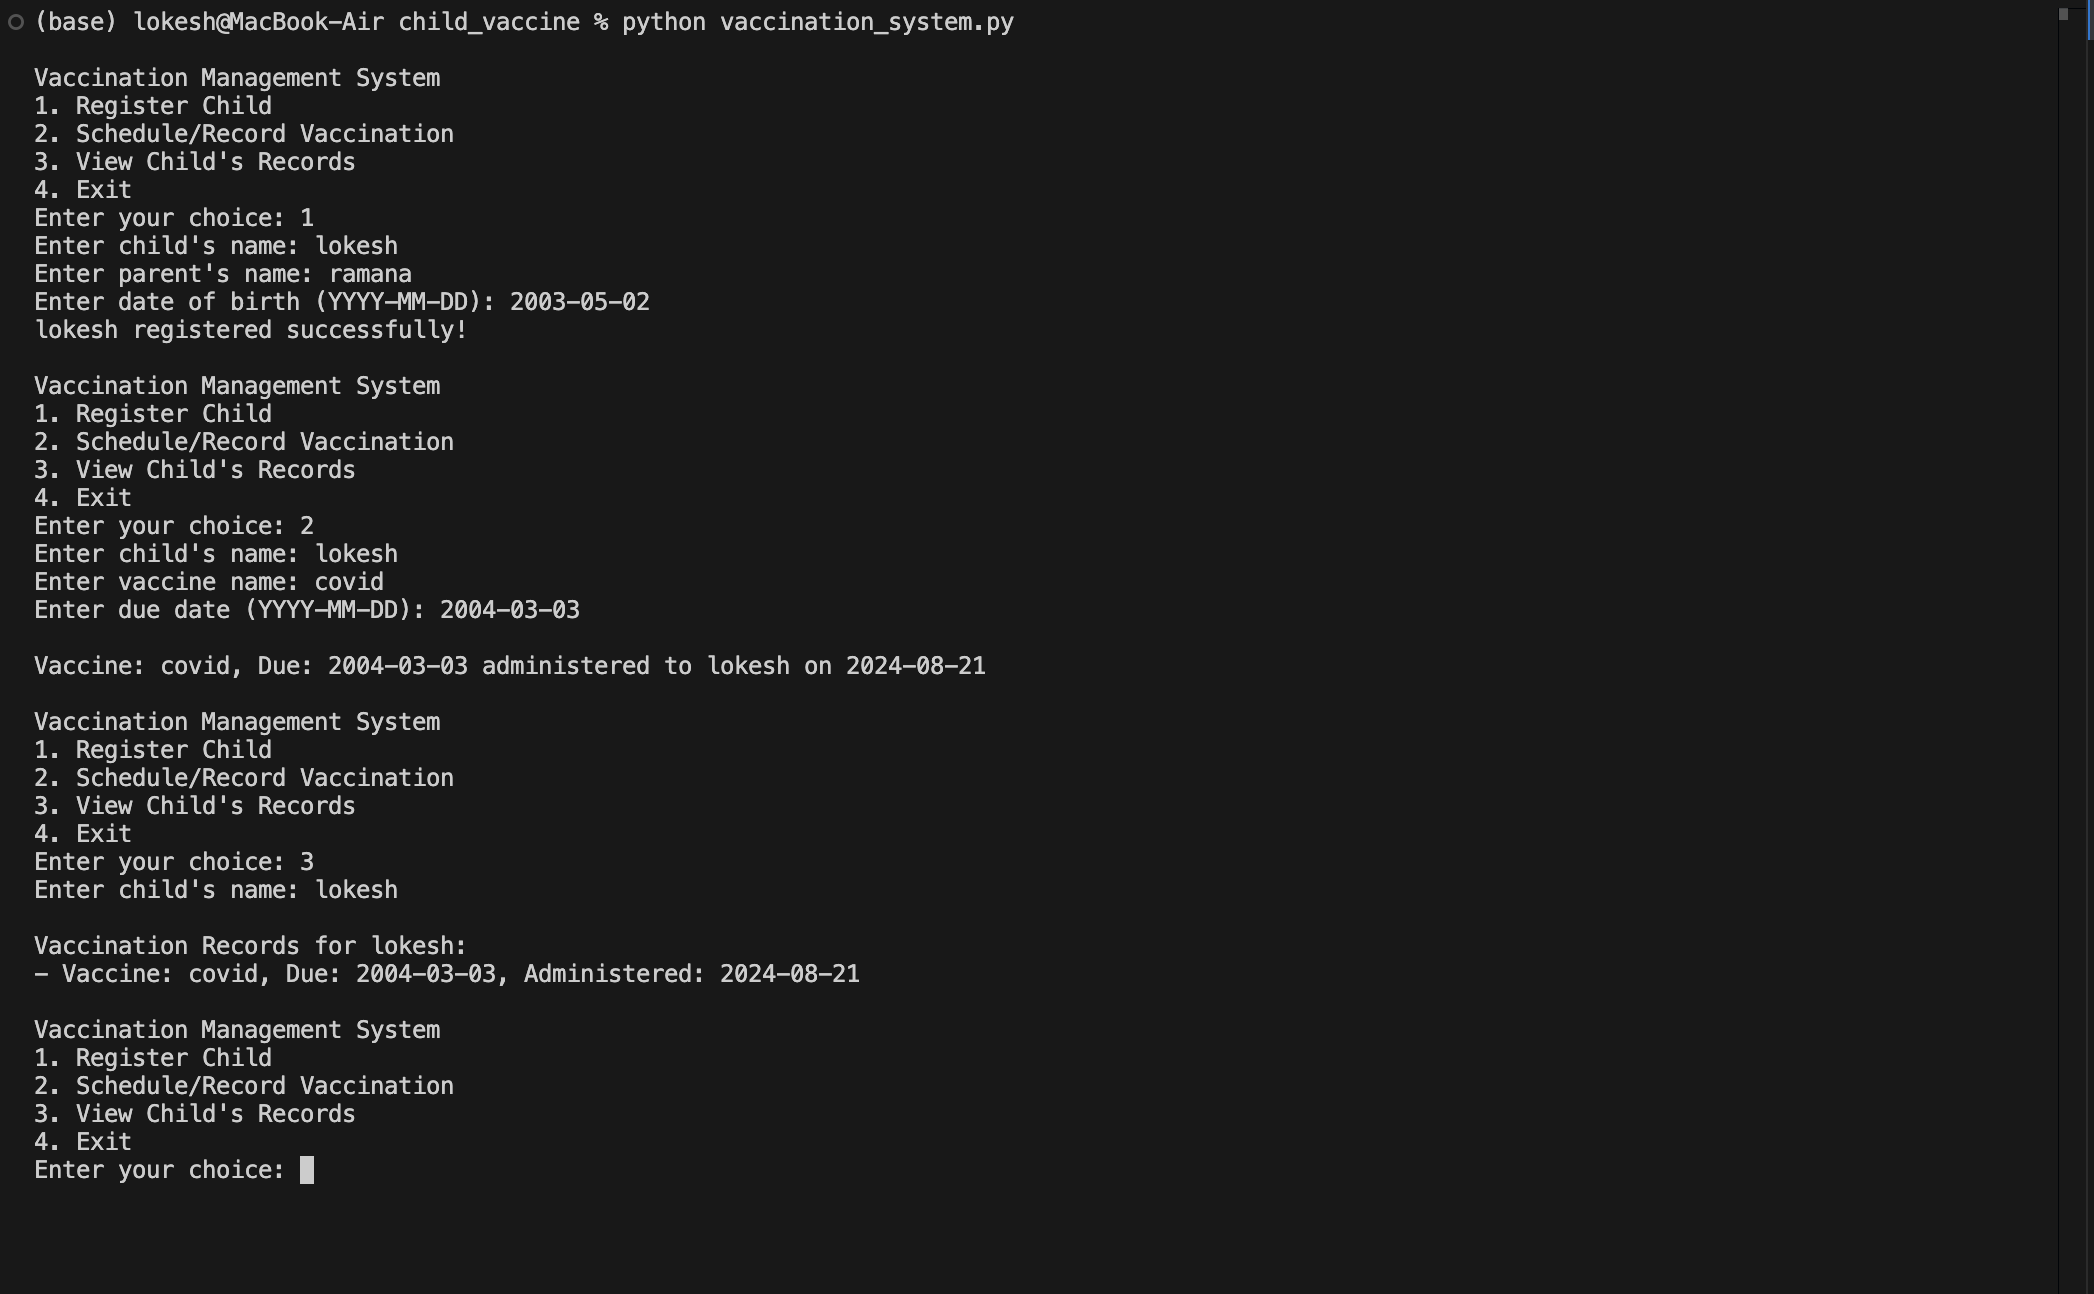 (base) lokesh@MacBook-Air child_vaccine % python vaccination_system.py
Vaccination Management System
1. Register Child
2. Schedule/Record Vaccination
3. View Child's Records
4. Exit
Enter your choice: 1
Enter child's name: lokesh
Enter parent's name: ramana
Enter date of birth (YYYY-MM-DD): 2003-05-02
lokesh registered successfully!
Vaccination Management System
1. Register Child
2. Schedule/Record Vaccination
3. View Child's Records
4. Exit
Enter your choice: 2
Enter child's name: lokesh
Enter vaccine name: covid
Enter due date (YYYY-MM-DD): 2004-03-03
Vaccine: covid, Due: 2004-03-03 administered to lokesh on 2024-08-21
Vaccination Management System
1. Register Child
2. Schedule/Record Vaccination
3. View Child's Records
4. Exit
Enter your choice: 3
Enter child's name: lokesh
Vaccination Records for lokesh:
- Vaccine: covid, Due: 2004-03-03, Administered: 2024-08-21
Vaccination Management System
1. Register Child
2. Schedule/Record Vaccination
3. View Child's Records
4. Exit
Enter your choice: